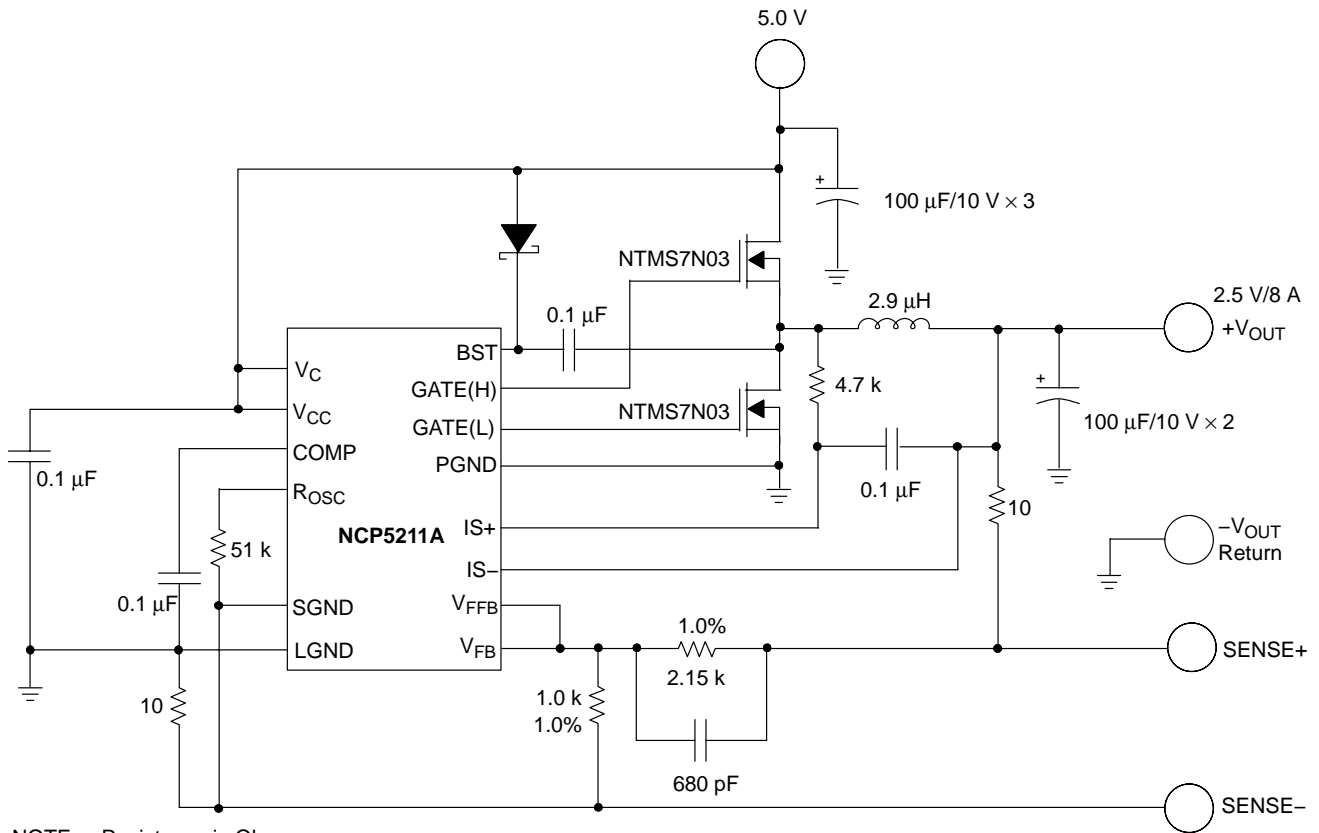 5.0 V
100 μF/10 V × 3
NTMS7N03
2.9 μH
2.5 V/8 A
+VOUT
0.1 μF
BST
VC
GATE(H)
4.7 k
NTMS7N03
VCC
GATE(L)
100 μF/10 V × 2
COMP
PGND
0.1 μF
0.1 μF
ROSC
10
IS+
NCP5211A
−VOUT
Return
51 k
IS−
0.1 μF
SGND
VFFB
1.0%
LGND
VFB
SENSE+
2.15 k
10
1.0 k
1.0%
680 pF
SENSE−